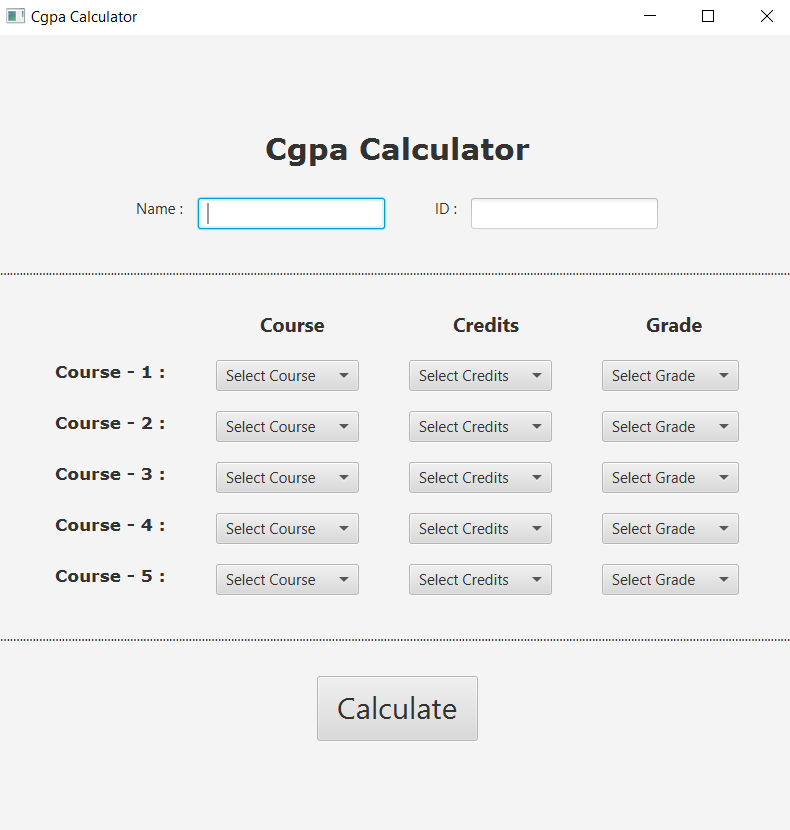 Cgpa Calculator
Cgpa Calculator
Name : ID :
Course Credits Grade
Course - 1 : Select Course Select Credits Select Grade
Course - 2 : Select Course Select Credits Select Grade
Course - 3 : Select Course Select Credits Select Grade
Course - 4 : Select Course Select Credits Select Grade
Course - 5 : Select Course Select Credits Select Grade
Calculate